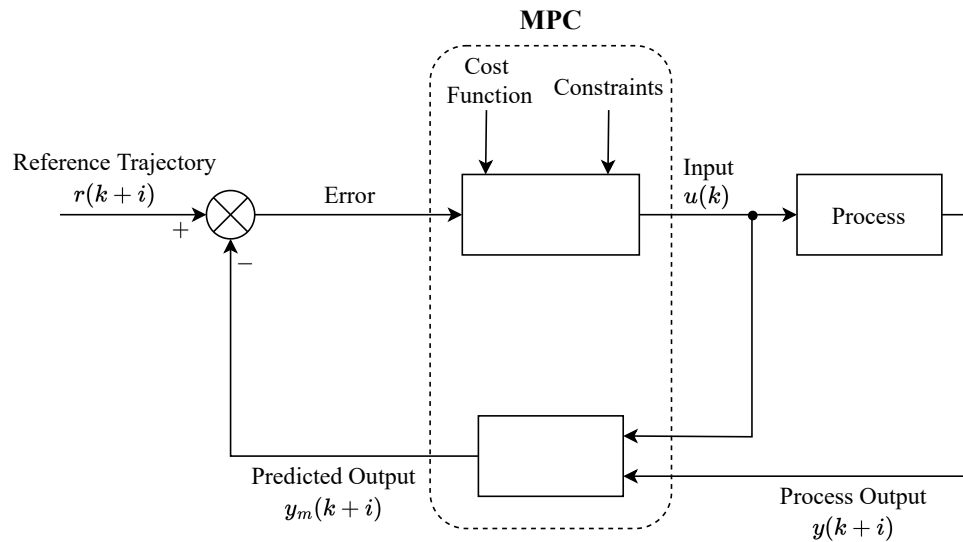 MPC
Cost
Function
Constraints
Reference Trajectory
r(k + i)
+
−
Error
Input
u(k)
Process
Predicted Output
y_m(k + i)
Process Output
y(k + i)